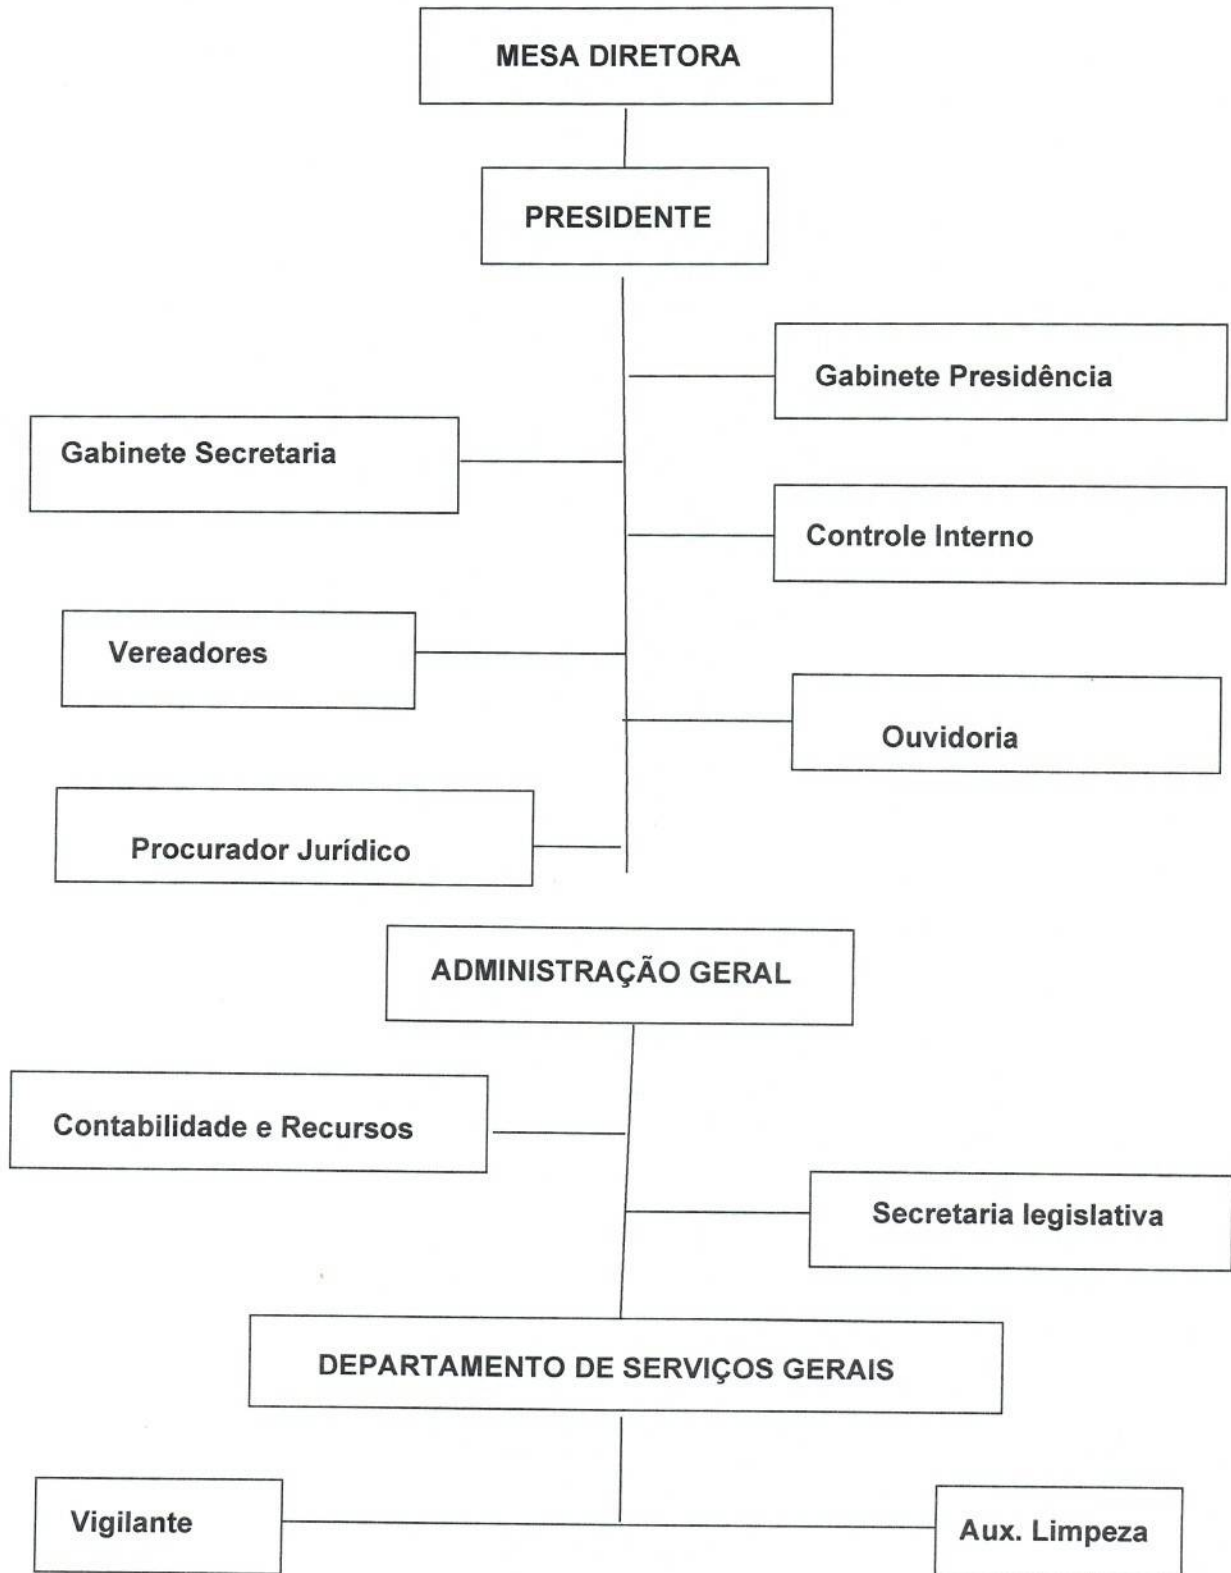 MESA DIRETORA
PRESIDENTE
Gabinete Presidência
Gabinete Secretaria
Controle Interno
Vereadores
Ouvidoria
Procurador Jurídico
ADMINISTRAÇÃO GERAL
Contabilidade e Recursos
Secretaria legislativa
DEPARTAMENTO DE SERVIÇOS GERAIS
Vigilante
Aux. Limpeza